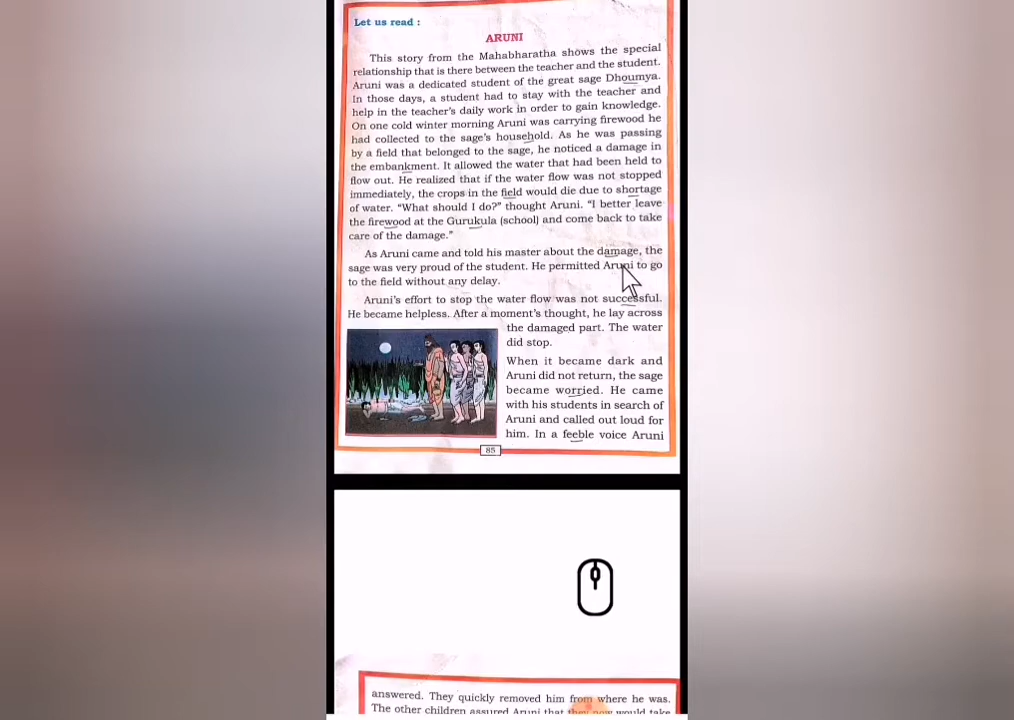 Let us read :
ARUNI
This story from the Mahabharatha shows the special
relationship that is there between the teacher and the student.
Aruni was a dedicated student of the great sage Dhoumya.
In those days, a student had to stay with the teacher and
help in the teacher's daily work in order to gain knowledge.
On one cold winter morning Aruni was carrying firewood he
had collected to the sage's household. As he was passing
by a field that belonged to the sage, he noticed a damage in
the embankment. It allowed the water that had been held to
flow out. He realized that if the water flow was not stopped
immediately, the crops in the field would die due to shortage
of water. "What should I do?" thought Aruni. "I better leave
the firewood at the Gurukula (school) and come back to take
care of the damage."
As Aruni came and told his master about the damage, the
sage was very proud of the student. He permitted Aruni to go
to the field without any delay.
Aruni's effort to stop the water flow was not successful.
He became helpless. After a moment's thought, he lay across
the damaged part. The water
did stop.
When it became dark and
Aruni did not return, the sage
became worried. He came
with his students in search of
Aruni and called out loud for
him. In a feeble voice Aruni
85
answered. They quickly removed him from where he was.
The other children assured Aruni that they now would take